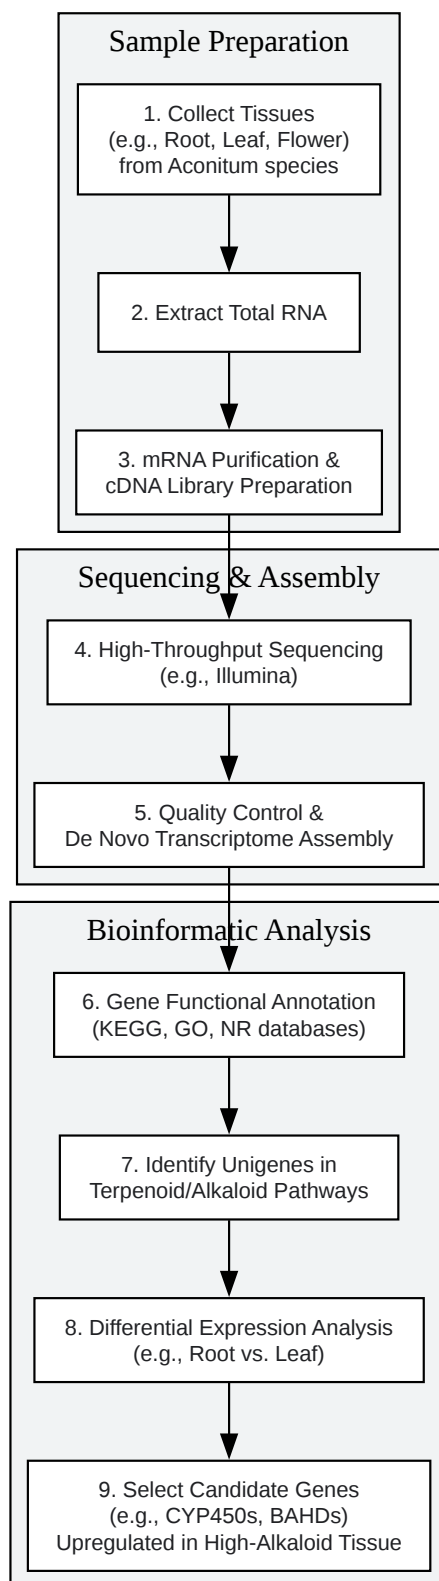 Sample Preparation
1. Collect Tissues
(e.g., Root, Leaf, Flower)
from Aconitum species
2. Extract Total RNA
3. mRNA Purification &
cDNA Library Preparation
Sequencing & Assembly
4. High-Throughput Sequencing
(e.g., Illumina)
5. Quality Control &
De Novo Transcriptome Assembly
Bioinformatic Analysis
6. Gene Functional Annotation
(KEGG, GO, NR databases)
7. Identify Unigenes in
Terpenoid/Alkaloid Pathways
8. Differential Expression Analysis
(e.g., Root vs. Leaf)
9. Select Candidate Genes
(e.g., CYP450s, BAHDs)
Upregulated in High-Alkaloid Tissue